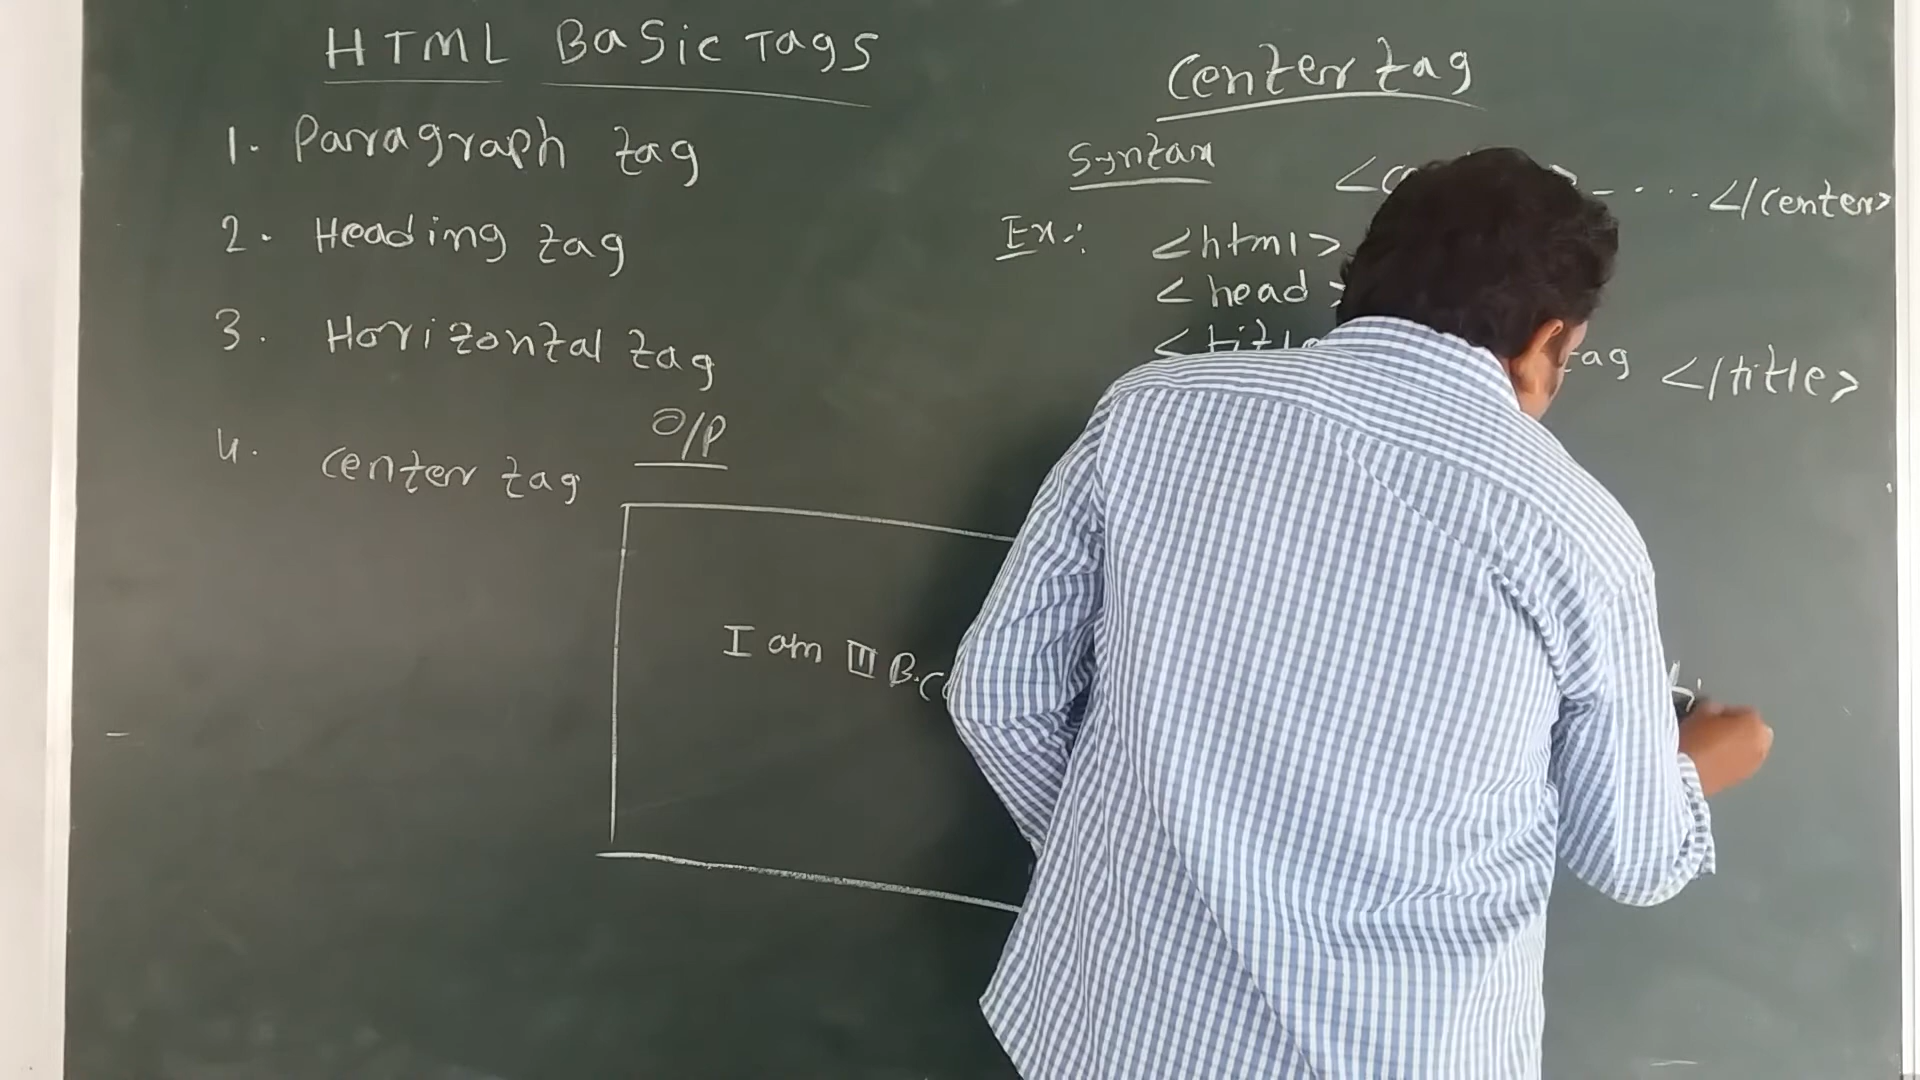 HTML Basic Tags
1. Paragraph tag
2. Heading tag
3. Horizontal tag
4. center tag
O/P
I am III B.Co
center tag
Syntax
<c > - .... </center>
Ex:
<html>
<head >
<title tag </title>